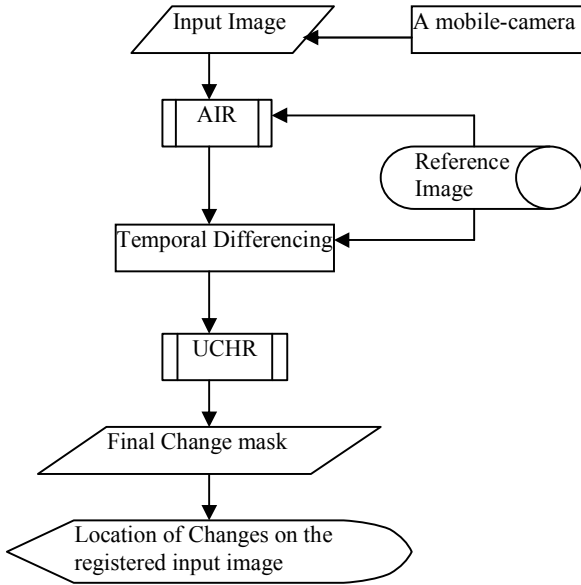 Input Image
A mobile-camera
AIR
Reference
Image
Temporal Differencing
UCHR
Final Change mask
Location of Changes on the
registered input image